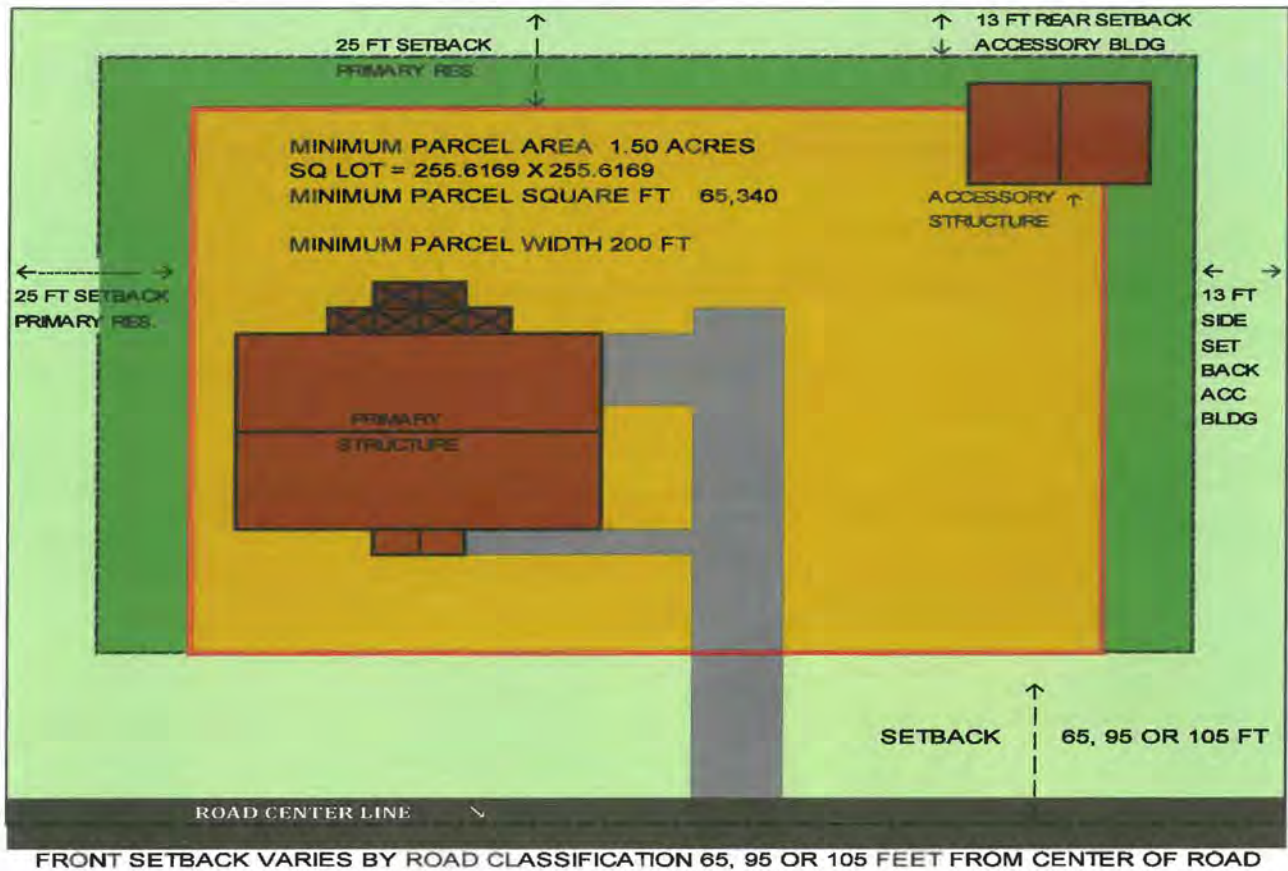 25 FT SETBACK
PRIMARY RES.
13 FT REAR SETBACK
ACCESSORY BLDG
MINIMUM PARCEL AREA 1.50 ACRES
SQ LOT = 255.6169 X 255.6169
MINIMUM PARCEL SQUARE FT 65,340
MINIMUM PARCEL WIDTH 200 FT
ACCESSORY
STRUCTURE
25 FT SETBACK
PRIMARY RES.
13 FT
SIDE
SET
BACK
ACC
BLDG
PRIMARY
STRUCTURE
SETBACK 65, 95 OR 105 FT
ROAD CENTER LINE
FRONT SETBACK VARIES BY ROAD CLASSIFICATION 65, 95 OR 105 FEET FROM CENTER OF ROAD